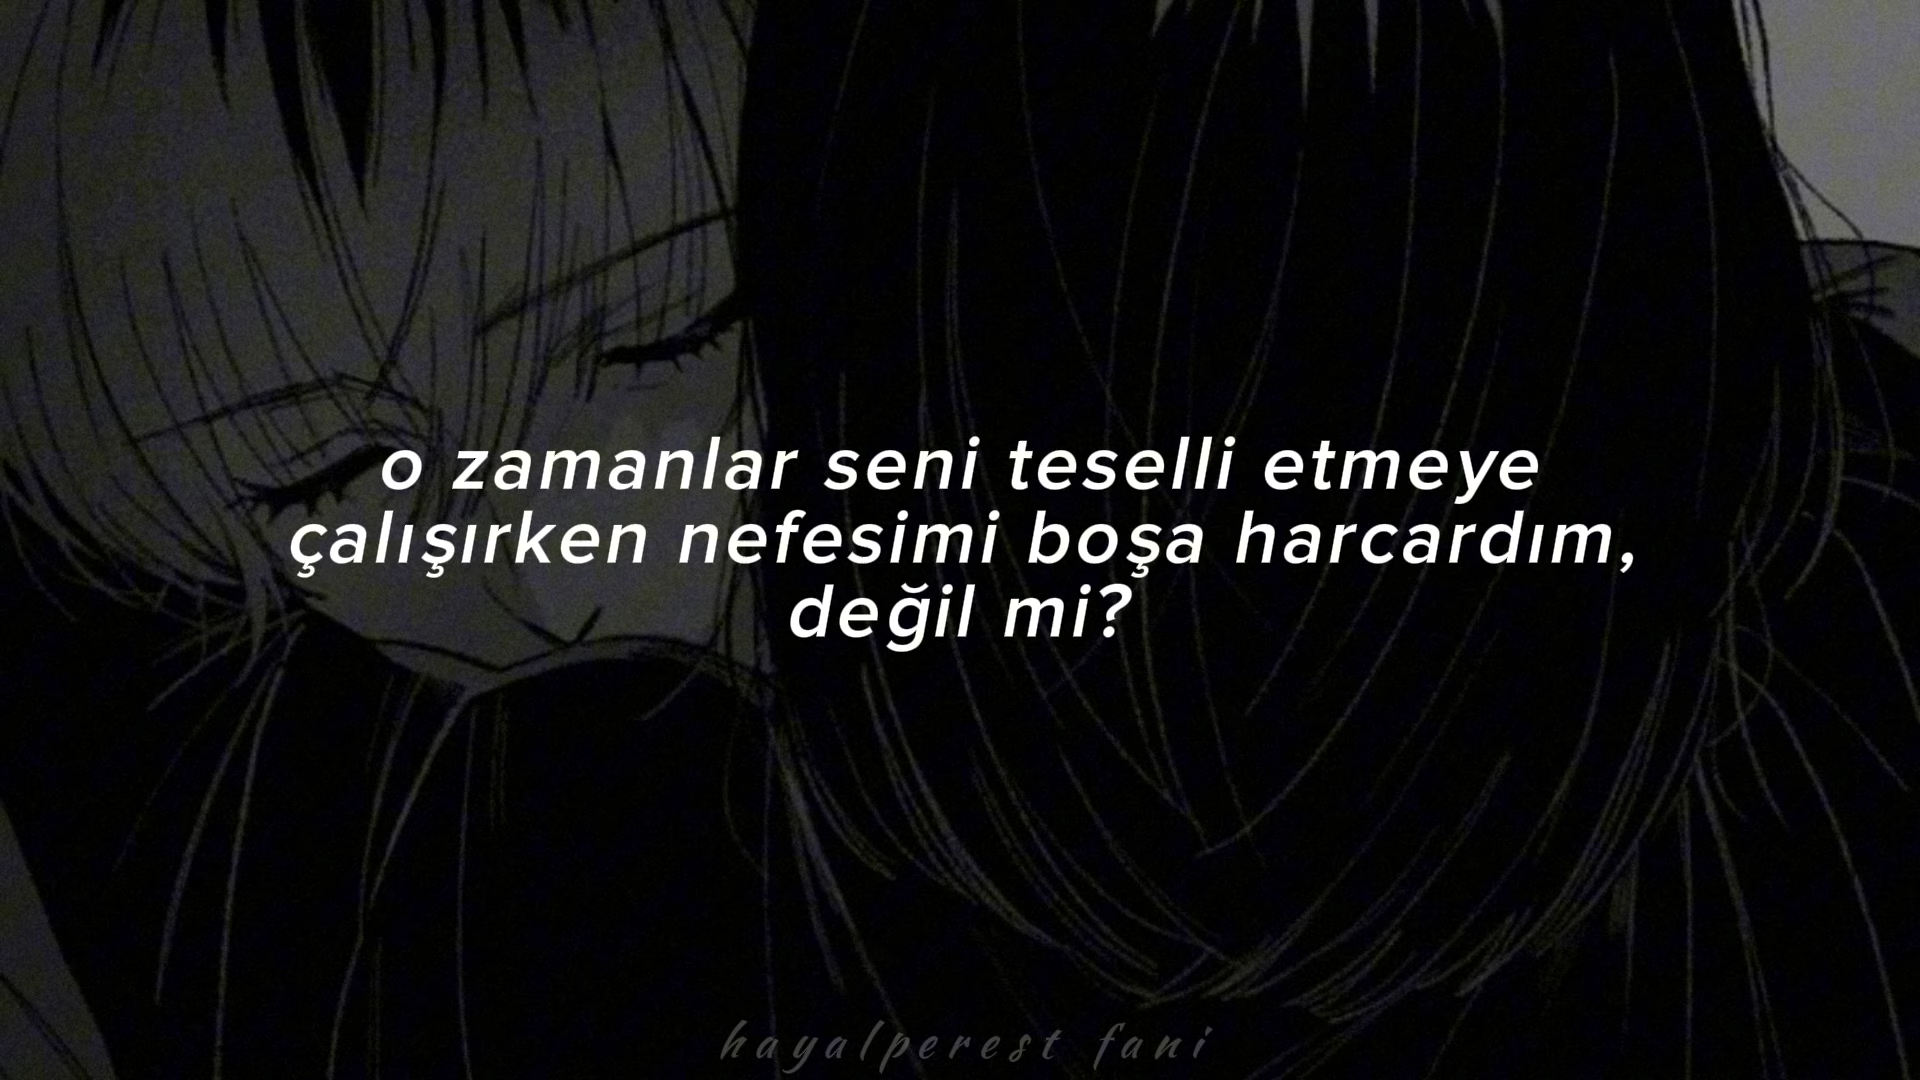 o zamanlar seni teselli etmeye
çalışırken nefesimi boşa harcardım,
değil mi?
hayalperest fani